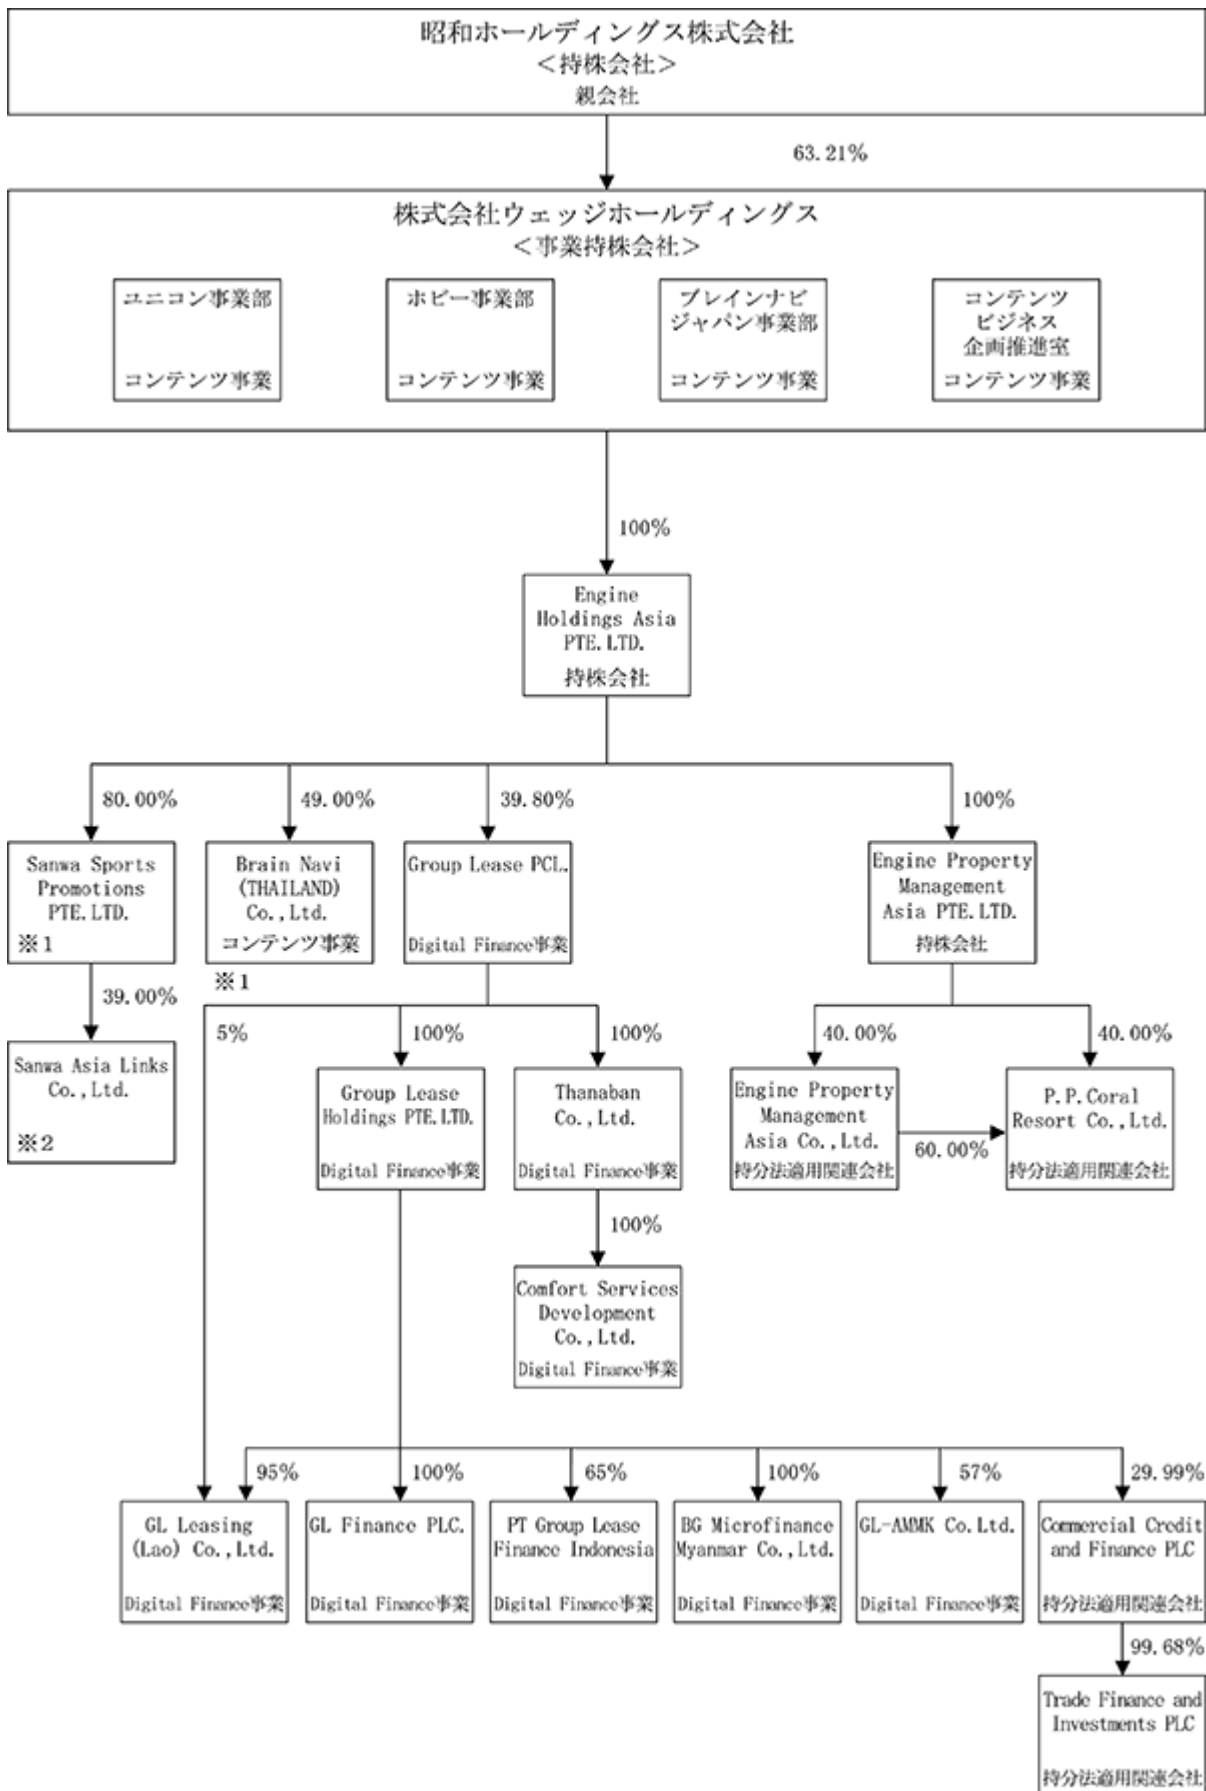 昭和ホールディングス株式会社
＜持株会社＞
親会社
63.21%
株式会社ウェッジホールディングス
＜事業持株会社＞
ユニコン事業部
コンテンツ事業
ホビー事業部
コンテンツ事業
ブレインナビ
ジャパン事業部
コンテンツ事業
コンテンツ
ビジネス
企画推進室
コンテンツ事業
100%
Engine
Holdings Asia
PTE.LTD.
持株会社
80.00%
49.00%
39.80%
100%
Sanwa Sports
Promotions
PTE.LTD.
※1
Brain Navi
(THAILAND)
Co.,Ltd.
コンテンツ事業
※1
Group Lease PCL.
Digital Finance事業
Engine Property
Management
Asia PTE.LTD.
持株会社
39.00%
5%
100%
100%
40.00%
40.00%
Sanwa Asia Links
Co.,Ltd.
※2
Group Lease
Holdings PTE.LTD.
Digital Finance事業
Thanaban
Co.,Ltd.
Digital Finance事業
Engine Property
Management
Asia Co.,Ltd.
持分法適用関連会社
60.00%
P.P.Coral
Resort Co.,Ltd.
持分法適用関連会社
100%
Comfort Services
Development
Co.,Ltd.
Digital Finance事業
95%
100%
65%
100%
57%
29.99%
GL Leasing
(Lao) Co.,Ltd.
Digital Finance事業
GL Finance PLC.
Digital Finance事業
PT Group Lease
Finance Indonesia
Digital Finance事業
BG Microfinance
Myanmar Co.,Ltd.
Digital Finance事業
GL-AMMK Co.Ltd.
Digital Finance事業
Commercial Credit
and Finance PLC
持分法適用関連会社
99.68%
Trade Finance and
Investments PLC
持分法適用関連会社